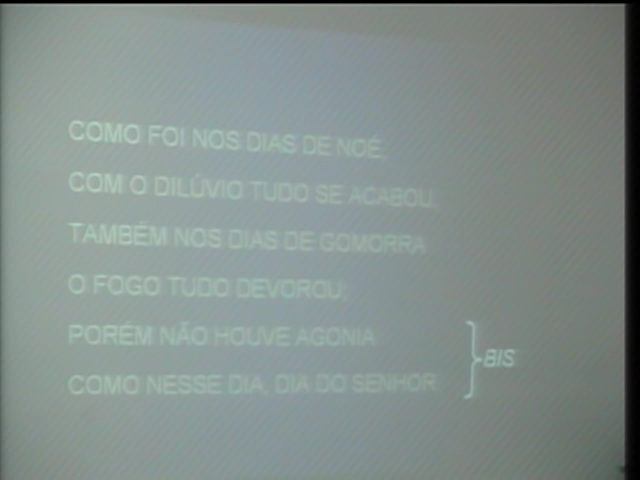 COMO FOI NOS DIAS DE NOÉ,
COM O DILÚVIO TUDO SE ACABOU,
TAMBÉM NOS DIAS DE GOMORRA
O FOGO TUDO DEVOROU;
PORÉM NÃO HOUVE AGONIA
COMO NESSE DIA, DIA DO SENHOR
BIS